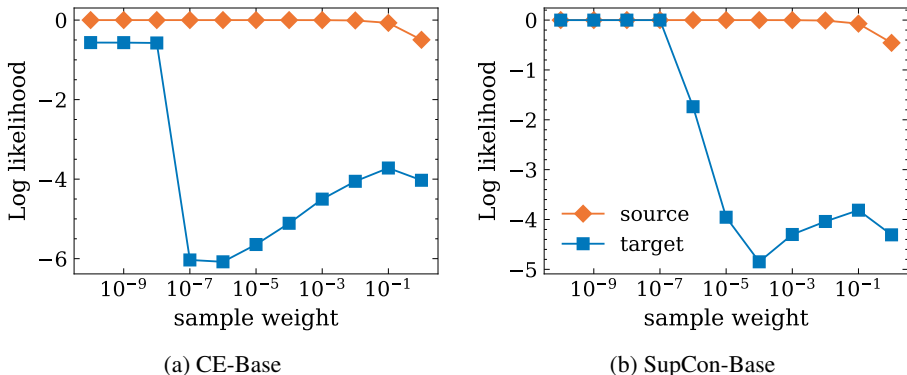 0
−2
−4
−6
Log likelihood
10⁻⁹ 10⁻⁷ 10⁻⁵ 10⁻³ 10⁻¹
sample weight
(a) CE-Base
0
−1
−2
−3
−4
−5
Log likelihood
source
target
10⁻⁹ 10⁻⁷ 10⁻⁵ 10⁻³ 10⁻¹
sample weight
(b) SupCon-Base